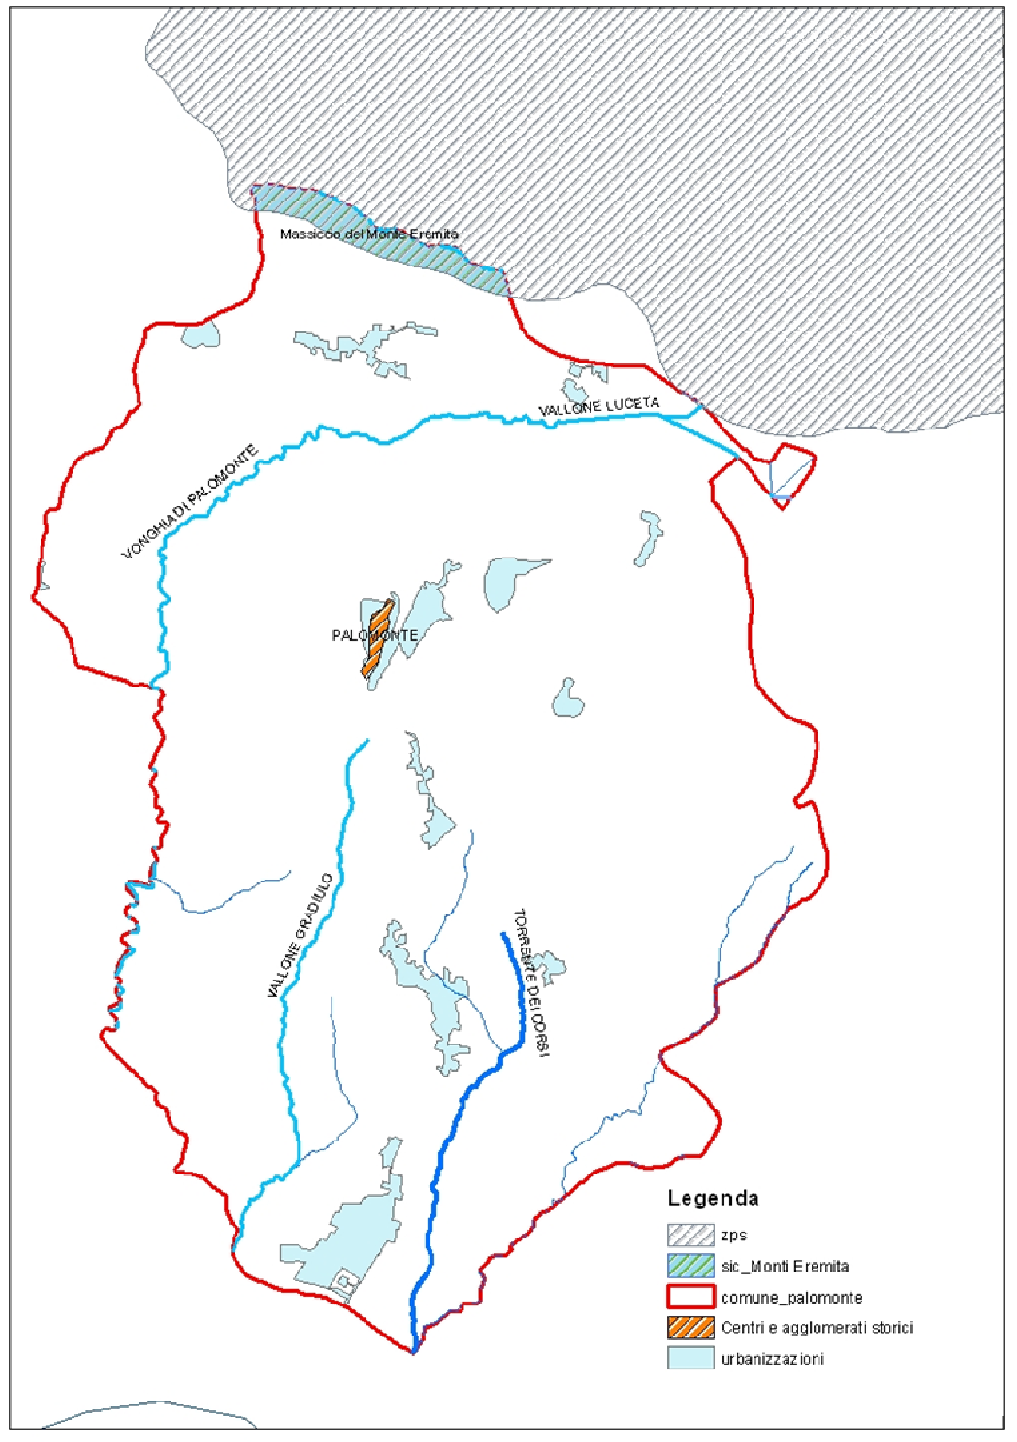 Massicco del Monte Eremita
VALLONE LUCETA
VONGHIA DI PALOMONTE
PALOMONTE
VALLONE GRADIULO
TORRENTE DEI CORSI
Legenda
zps
sic_Monti Eremita
comune_palomonte
Centri e agglomerati storici
urbanizzazioni